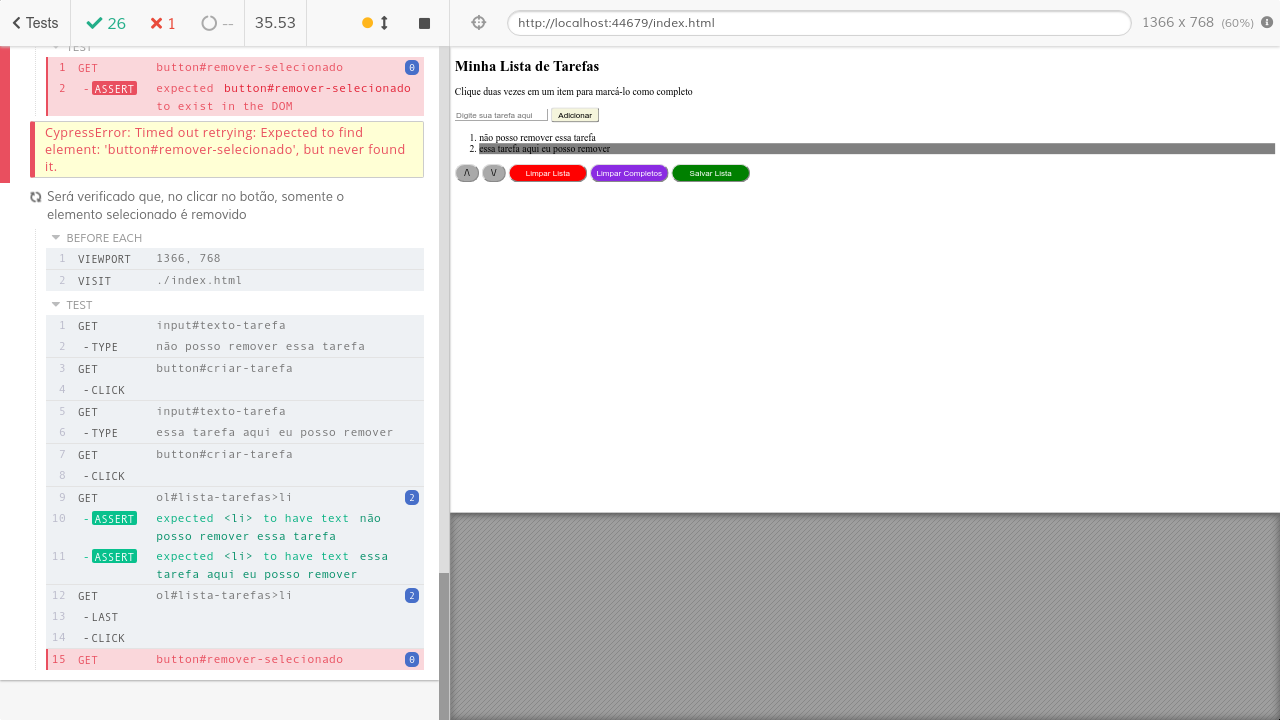 Tests
26
1
--
35.53
http://localhost:44679/index.html
1366 x 768 (60%)
TEST
1 GET button#remover-selecionado 0
2 -ASSERT expected button#remover-selecionado
to exist in the DOM
CypressError: Timed out retrying: Expected to find
element: 'button#remover-selecionado', but never found
it.
Será verificado que, no clicar no botão, somente o
elemento selecionado é removido
BEFORE EACH
1 VIEWPORT 1366, 768
2 VISIT ./index.html
TEST
1 GET input#texto-tarefa
2 -TYPE não posso remover essa tarefa
3 GET button#criar-tarefa
4 -CLICK
5 GET input#texto-tarefa
6 -TYPE essa tarefa aqui eu posso remover
7 GET button#criar-tarefa
8 -CLICK
9 GET ol#lista-tarefas>li 2
10 -ASSERT expected <li> to have text não
posso remover essa tarefa
11 -ASSERT expected <li> to have text essa
tarefa aqui eu posso remover
12 GET ol#lista-tarefas>li 2
13 -LAST
14 -CLICK
15 GET button#remover-selecionado 0
Minha Lista de Tarefas
Clique duas vezes em um item para marcá-lo como completo
Digite sua tarefa aqui Adicionar
1. não posso remover essa tarefa
2. essa tarefa aqui eu posso remover
Λ V Limpar Lista Limpar Completos Salvar Lista